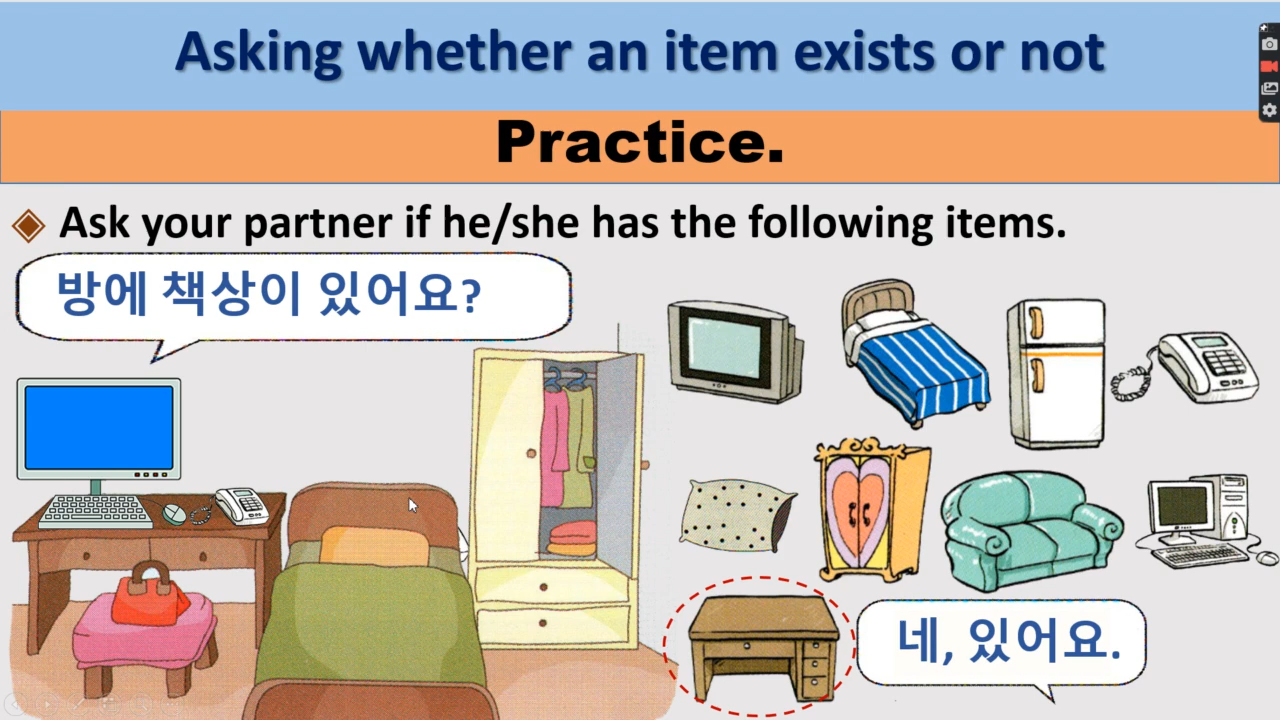 Asking whether an item exists or not
Practice.
Ask your partner if he/she has the following items.
방에 책상이 있어요?
네, 있어요.